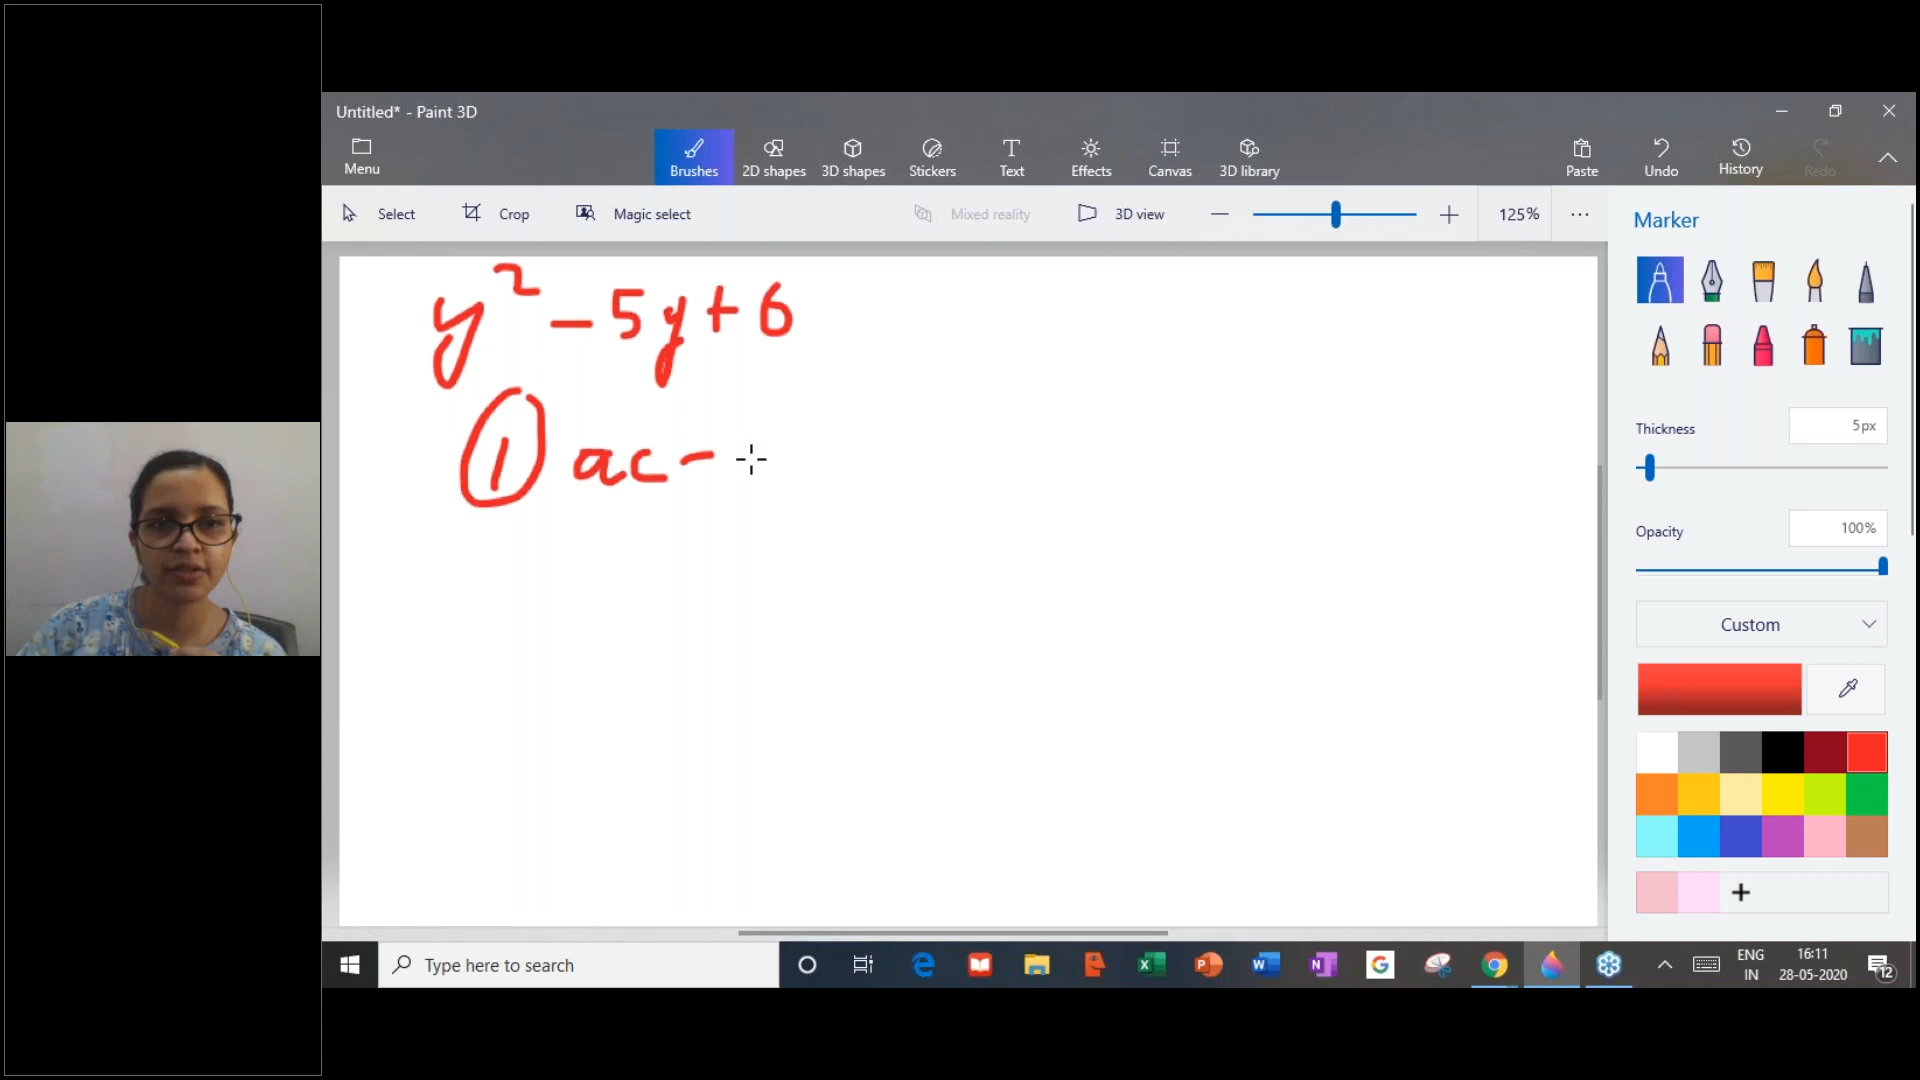 Untitled* - Paint 3D
Menu
Brushes
2D shapes
3D shapes
Stickers
Text
Effects
Canvas
3D library
Paste
Undo
History
Redo
Select
Crop
Magic select
Mixed reality
3D view
125%
Marker
y² - 5y + 6
① ac -
Thickness
5px
Opacity
100%
Custom
Type here to search
ENG
IN
16:11
28-05-2020
12